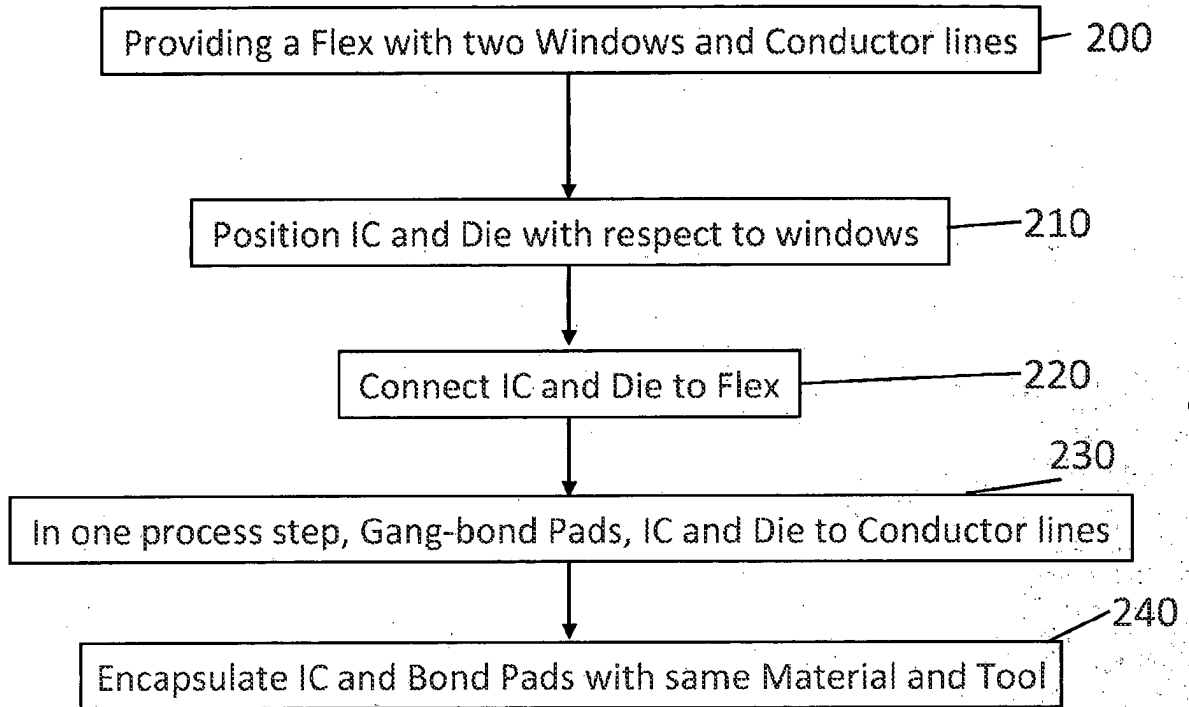 Providing a Flex with two Windows and Conductor lines 200
Position IC and Die with respect to windows 210
Connect IC and Die to Flex 220
230
In one process step, Gang-bond Pads, IC and Die to Conductor lines
240
Encapsulate IC and Bond Pads with same Material and Tool